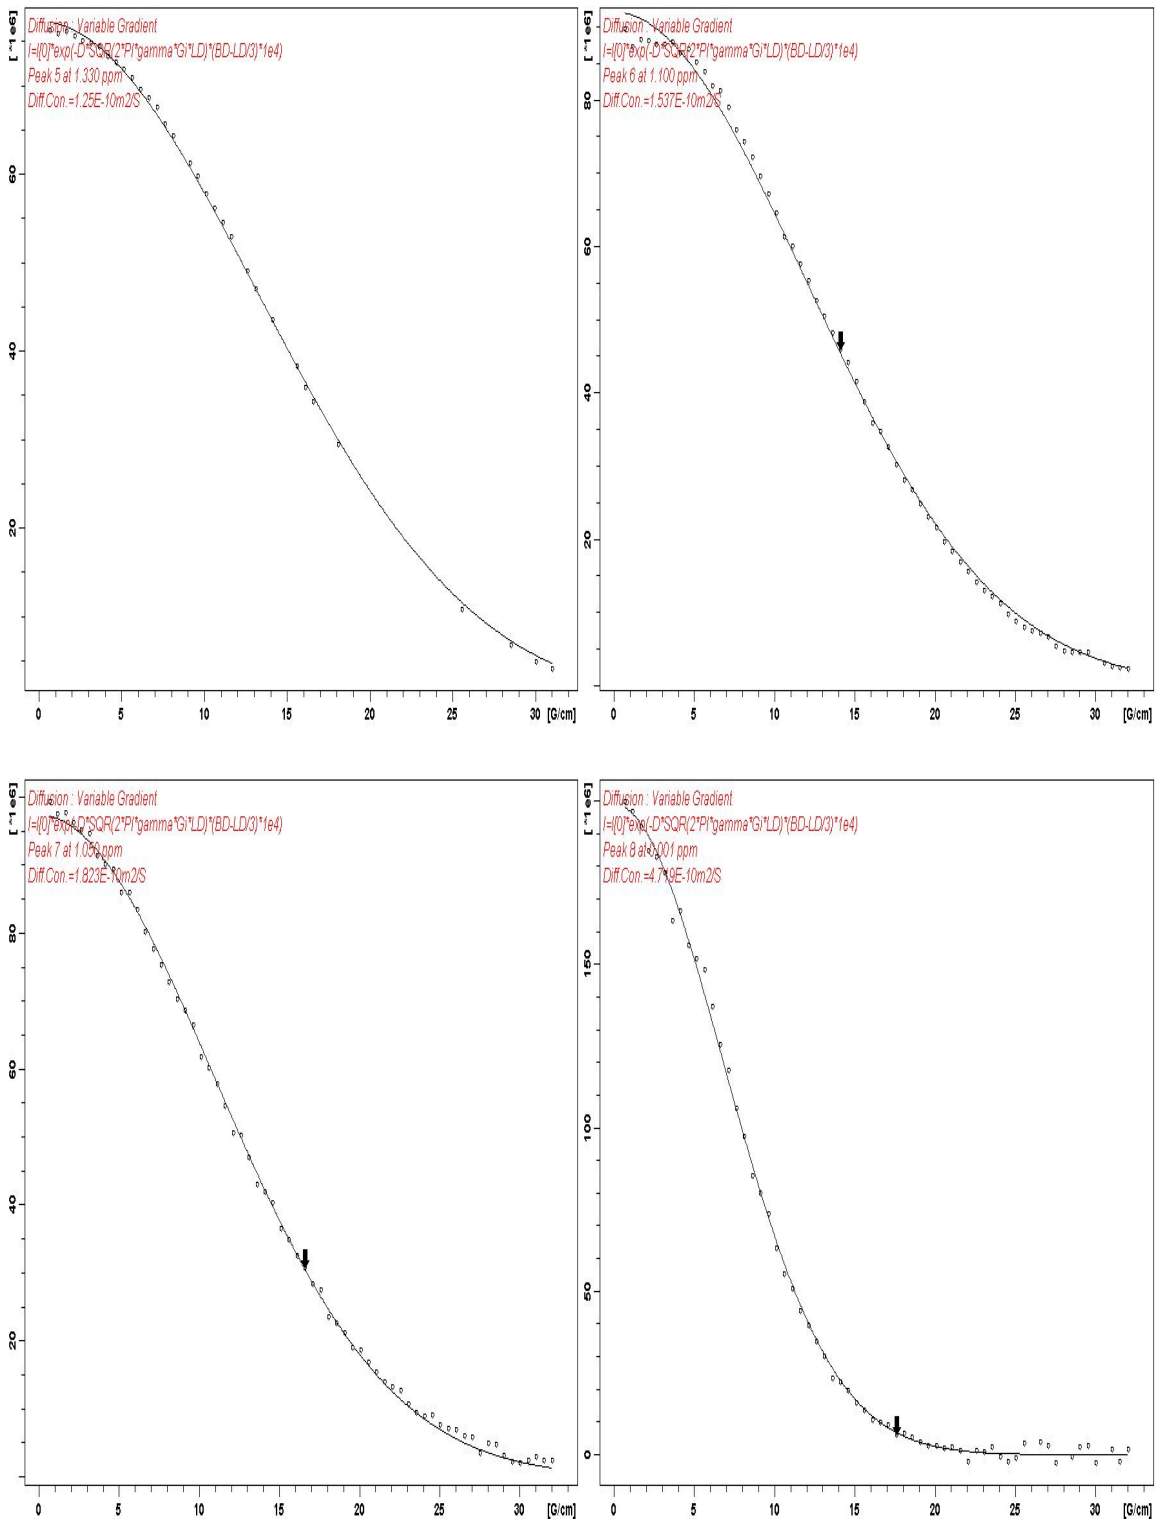 [ *1e6]
Diffusion : Variable Gradient
I=I[0]*exp(-D*SQR(2*PI*gamma*Gi*LD)*(BD-LD/3)*1e4)
Peak 5 at 1.330 ppm
Diff.Con.=1.25E-10m2/S
60
40
20
0 5 10 15 20 25 30 [G/cm]
[ *1e6]
Diffusion : Variable Gradient
I=I[0]*exp(-D*SQR(2*PI*gamma*Gi*LD)*(BD-LD/3)*1e4)
Peak 6 at 1.100 ppm
Diff.Con.=1.537E-10m2/S
80
60
40
20
0 5 10 15 20 25 30 [G/cm]
[ *1e6]
Diffusion : Variable Gradient
I=I[0]*exp(-D*SQR(2*PI*gamma*Gi*LD)*(BD-LD/3)*1e4)
Peak 7 at 1.050 ppm
Diff.Con.=1.823E-10m2/S
80
60
40
20
0 5 10 15 20 25 30 [G/cm]
[ *1e6]
Diffusion : Variable Gradient
I=I[0]*exp(-D*SQR(2*PI*gamma*Gi*LD)*(BD-LD/3)*1e4)
Peak 8 at 1.001 ppm
Diff.Con.=4.719E-10m2/S
150
100
50
0
0 5 10 15 20 25 30 [G/cm]